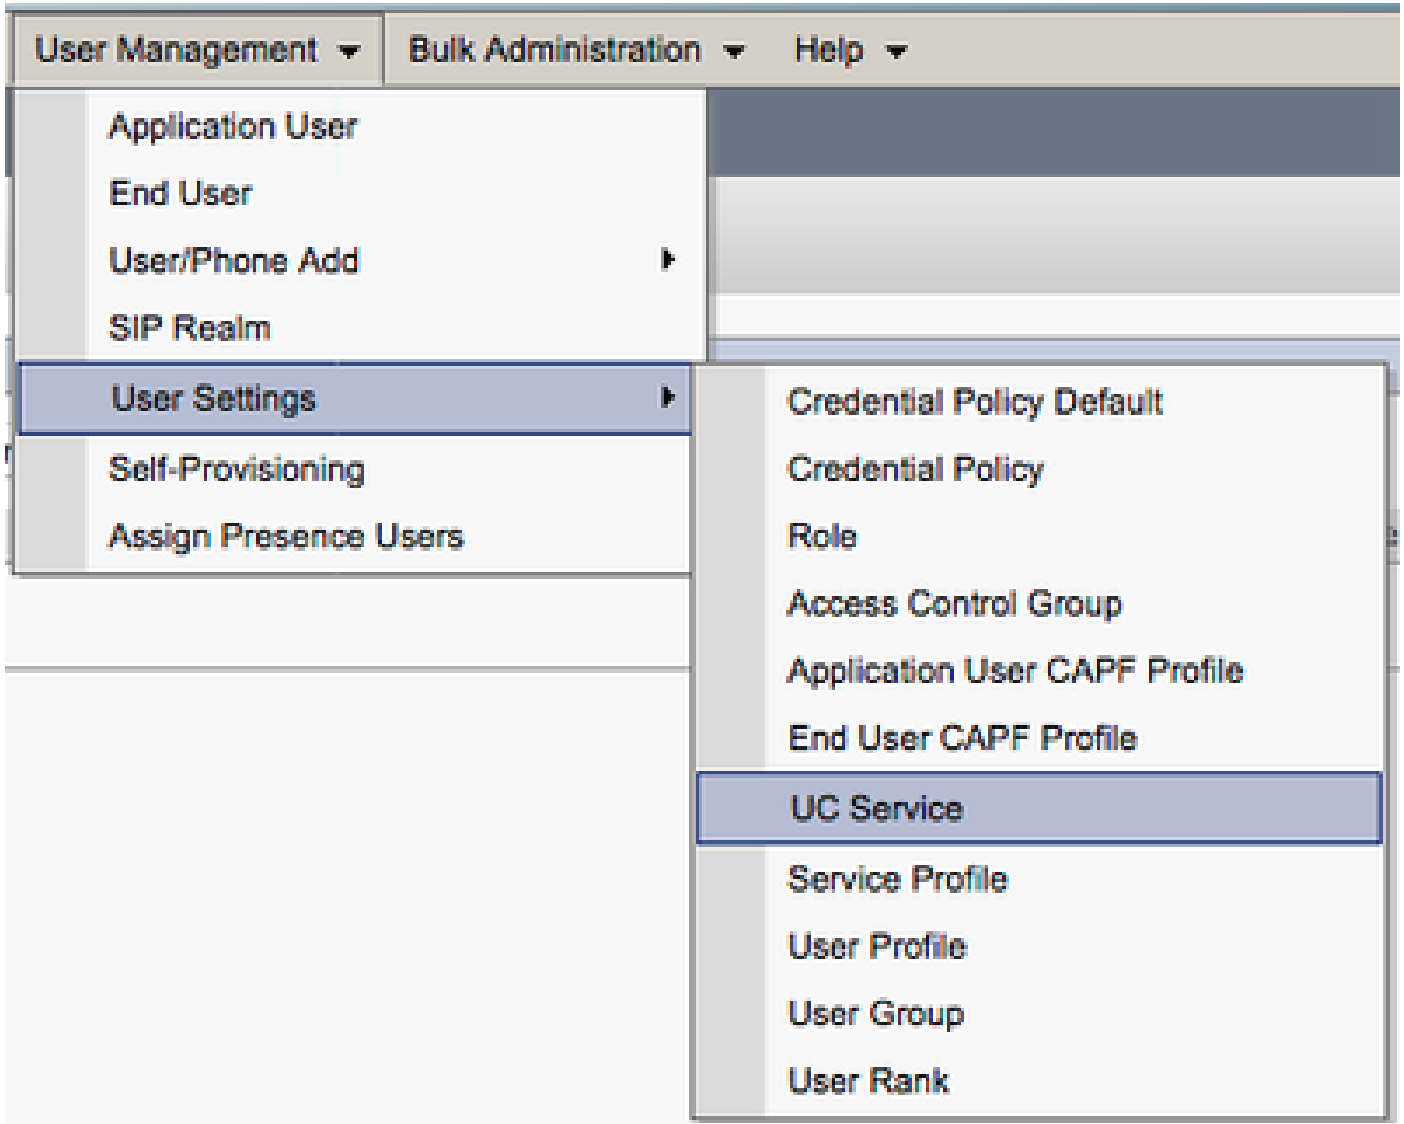 User Management Bulk Administration Help
Application User
End User
User/Phone Add
SIP Realm
User Settings
Self-Provisioning
Assign Presence Users
Credential Policy Default
Credential Policy
Role
Access Control Group
Application User CAPF Profile
End User CAPF Profile
UC Service
Service Profile
User Profile
User Group
User Rank